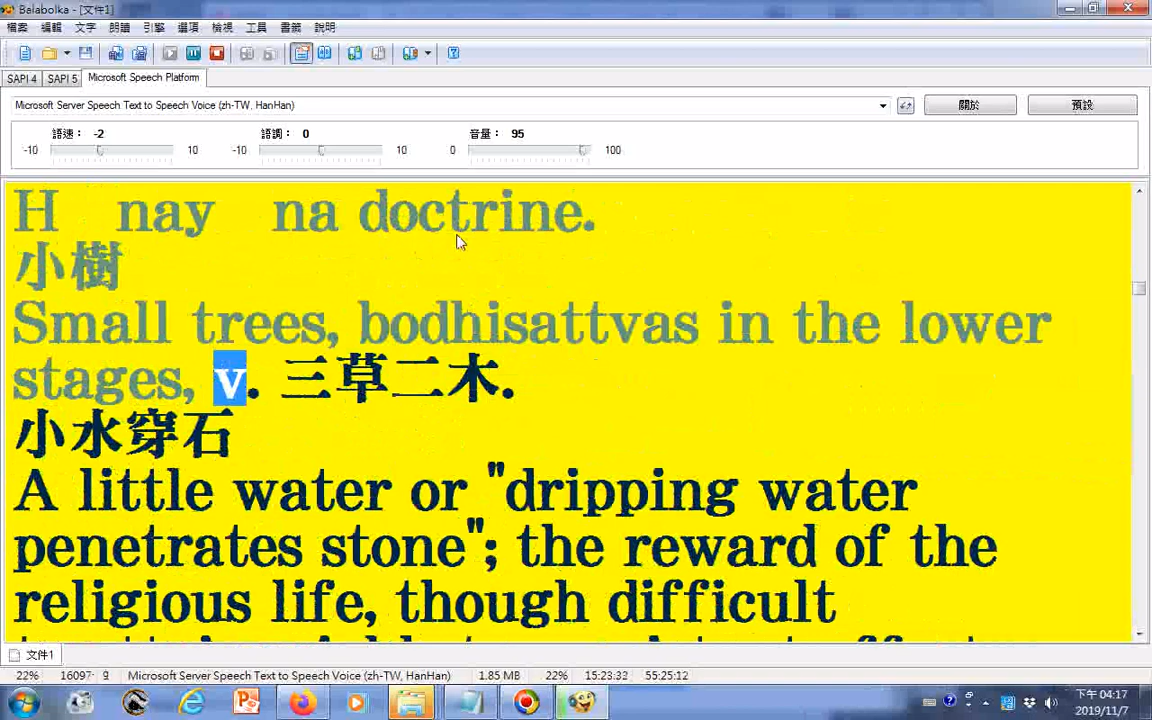 Balabolka - [文件1]
檔案 編輯 文字 朗讀 引擎 選項 檢視 工具 書籤 說明
SAPI 4 SAPI 5 Microsoft Speech Platform
Microsoft Server Speech Text to Speech Voice (zh-TW, HanHan) 關於 預設
語速： -2 語調： 0 音量： 95
-10 10 -10 10 0 100
H nay na doctrine.
小樹
Small trees, bodhisattvas in the lower
stages, v. 三草二木.
小水穿石
A little water or "dripping water
penetrates stone"; the reward of the
religious life, though difficult
文件1
22% 16097 Microsoft Server Speech Text to Speech Voice (zh-TW, HanHan) 1.85 MB 22% 15:23:32 55:25:12
下午 04:17
2019/11/7